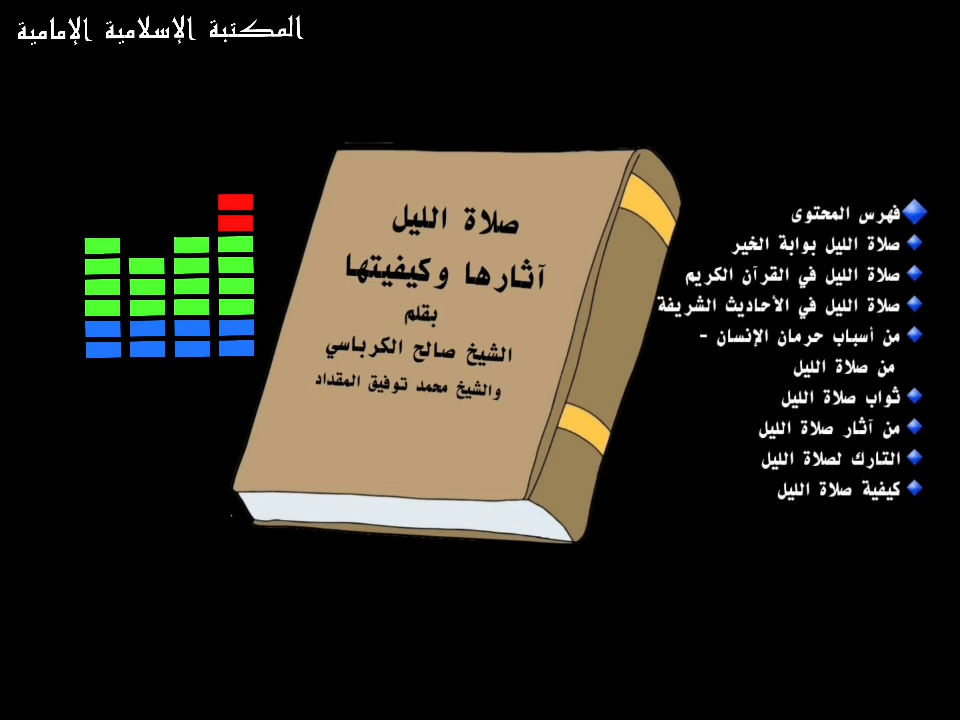 المكتبة الإسلامية الإمامية
صلاة الليل
آثارها وكيفيتها
بقلم
الشيخ صالح الكرباسي
والشيخ محمد توفيق المقداد
فهرس المحتوى
صلاة الليل بوابة الخير
صلاة الليل في القرآن الكريم
صلاة الليل في الأحاديث الشريفة
من أسباب حرمان الإنسان -
من صلاة الليل
ثواب صلاة الليل
من آثار صلاة الليل
التارك لصلاة الليل
كيفية صلاة الليل